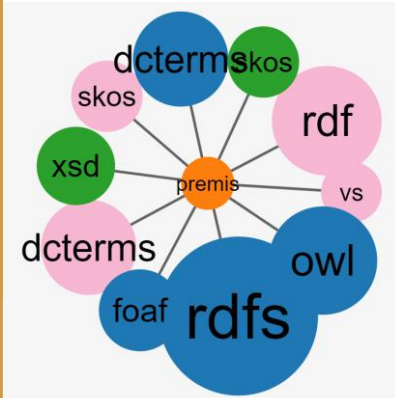 dcterms
skos
skos
rdf
xsd
premis
vs
dcterms
owl
foaf
rdfs